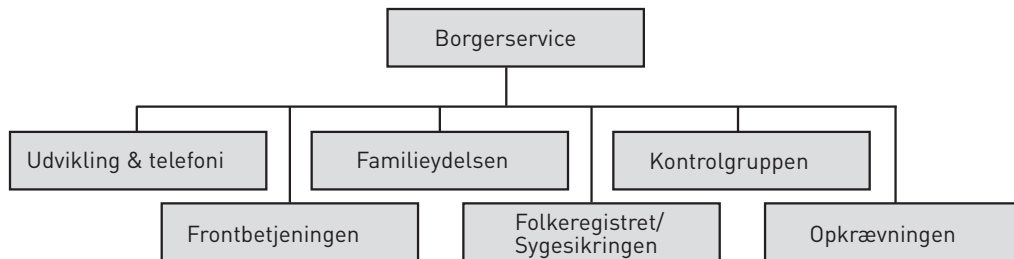 Borgerservice
Udvikling & telefoni
Familieydelsen
Kontrolgruppen
Frontbetjeningen
Folkeregistret/
Sygesikringen
Opkrævningen